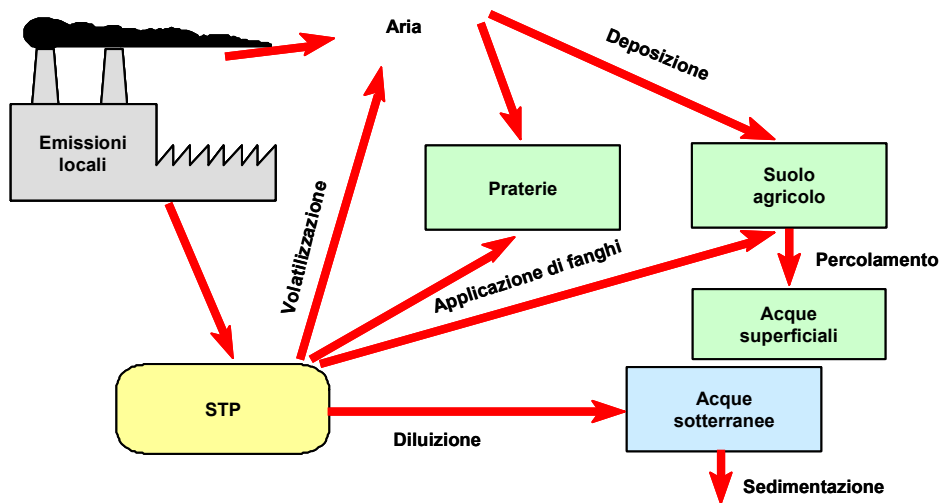 Aria
Deposizione
Emissioni
locali
Praterie
Suolo
agricolo
Volatilizzazione
Applicazione di fanghi
Percolamento
Acque
superficiali
STP
Diluizione
Acque
sotterranee
Sedimentazione